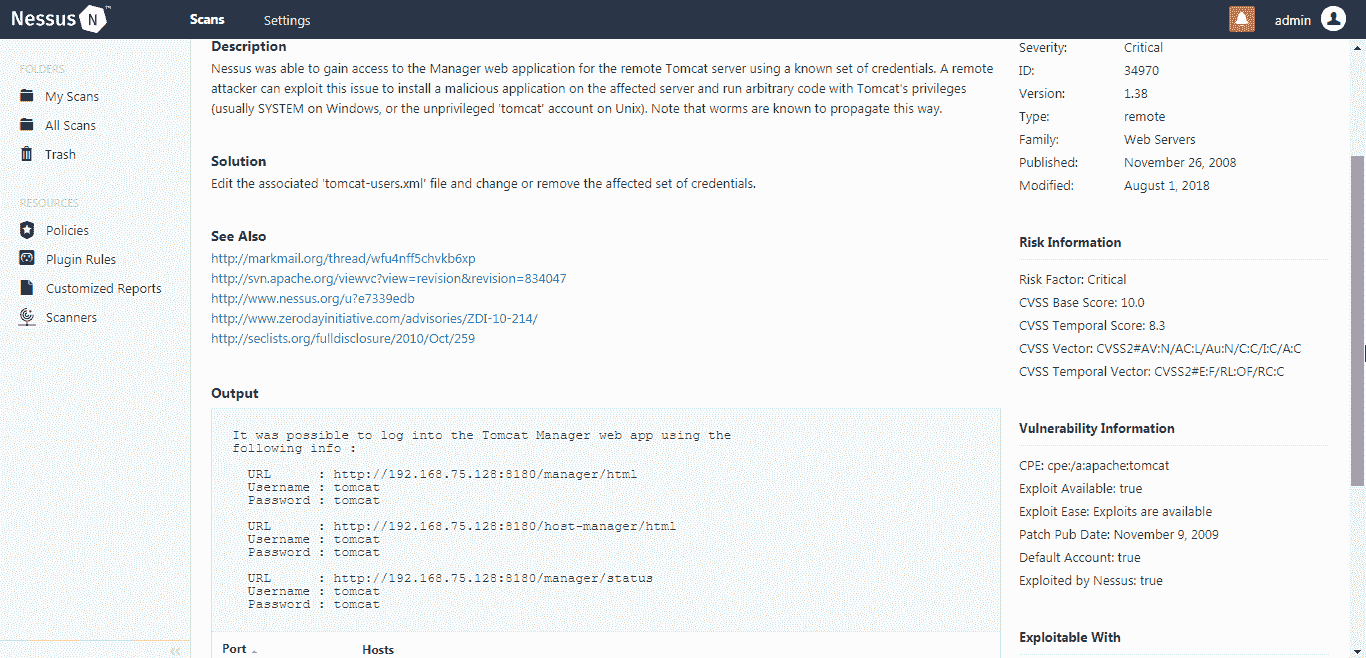 Nessus N ™
Scans
Settings
admin
FOLDERS
My Scans
All Scans
Trash
RESOURCES
Policies
Plugin Rules
Customized Reports
Scanners
Description
Nessus was able to gain access to the Manager web application for the remote Tomcat server using a known set of credentials. A remote
attacker can exploit this issue to install a malicious application on the affected server and run arbitrary code with Tomcat's privileges
(usually SYSTEM on Windows, or the unprivileged 'tomcat' account on Unix). Note that worms are known to propagate this way.
Solution
Edit the associated 'tomcat-users.xml' file and change or remove the affected set of credentials.
See Also
http://markmail.org/thread/wfu4nff5chvkb6xp
http://svn.apache.org/viewvc?view=revision&revision=834047
http://www.nessus.org/u?e7339edb
http://www.zerodayinitiative.com/advisories/ZDI-10-214/
http://seclists.org/fulldisclosure/2010/Oct/259
Output
It was possible to log into the Tomcat Manager web app using the
following info :
URL : http://192.168.75.128:8180/manager/html
Username : tomcat
Password : tomcat
URL : http://192.168.75.128:8180/host-manager/html
Username : tomcat
Password : tomcat
URL : http://192.168.75.128:8180/manager/status
Username : tomcat
Password : tomcat
Port
Hosts
Severity: Critical
ID: 34970
Version: 1.38
Type: remote
Family: Web Servers
Published: November 26, 2008
Modified: August 1, 2018
Risk Information
Risk Factor: Critical
CVSS Base Score: 10.0
CVSS Temporal Score: 8.3
CVSS Vector: CVSS2#AV:N/AC:L/Au:N/C:C/I:C/A:C
CVSS Temporal Vector: CVSS2#E:F/RL:OF/RC:C
Vulnerability Information
CPE: cpe:/a:apache:tomcat
Exploit Available: true
Exploit Ease: Exploits are available
Patch Pub Date: November 9, 2009
Default Account: true
Exploited by Nessus: true
Exploitable With